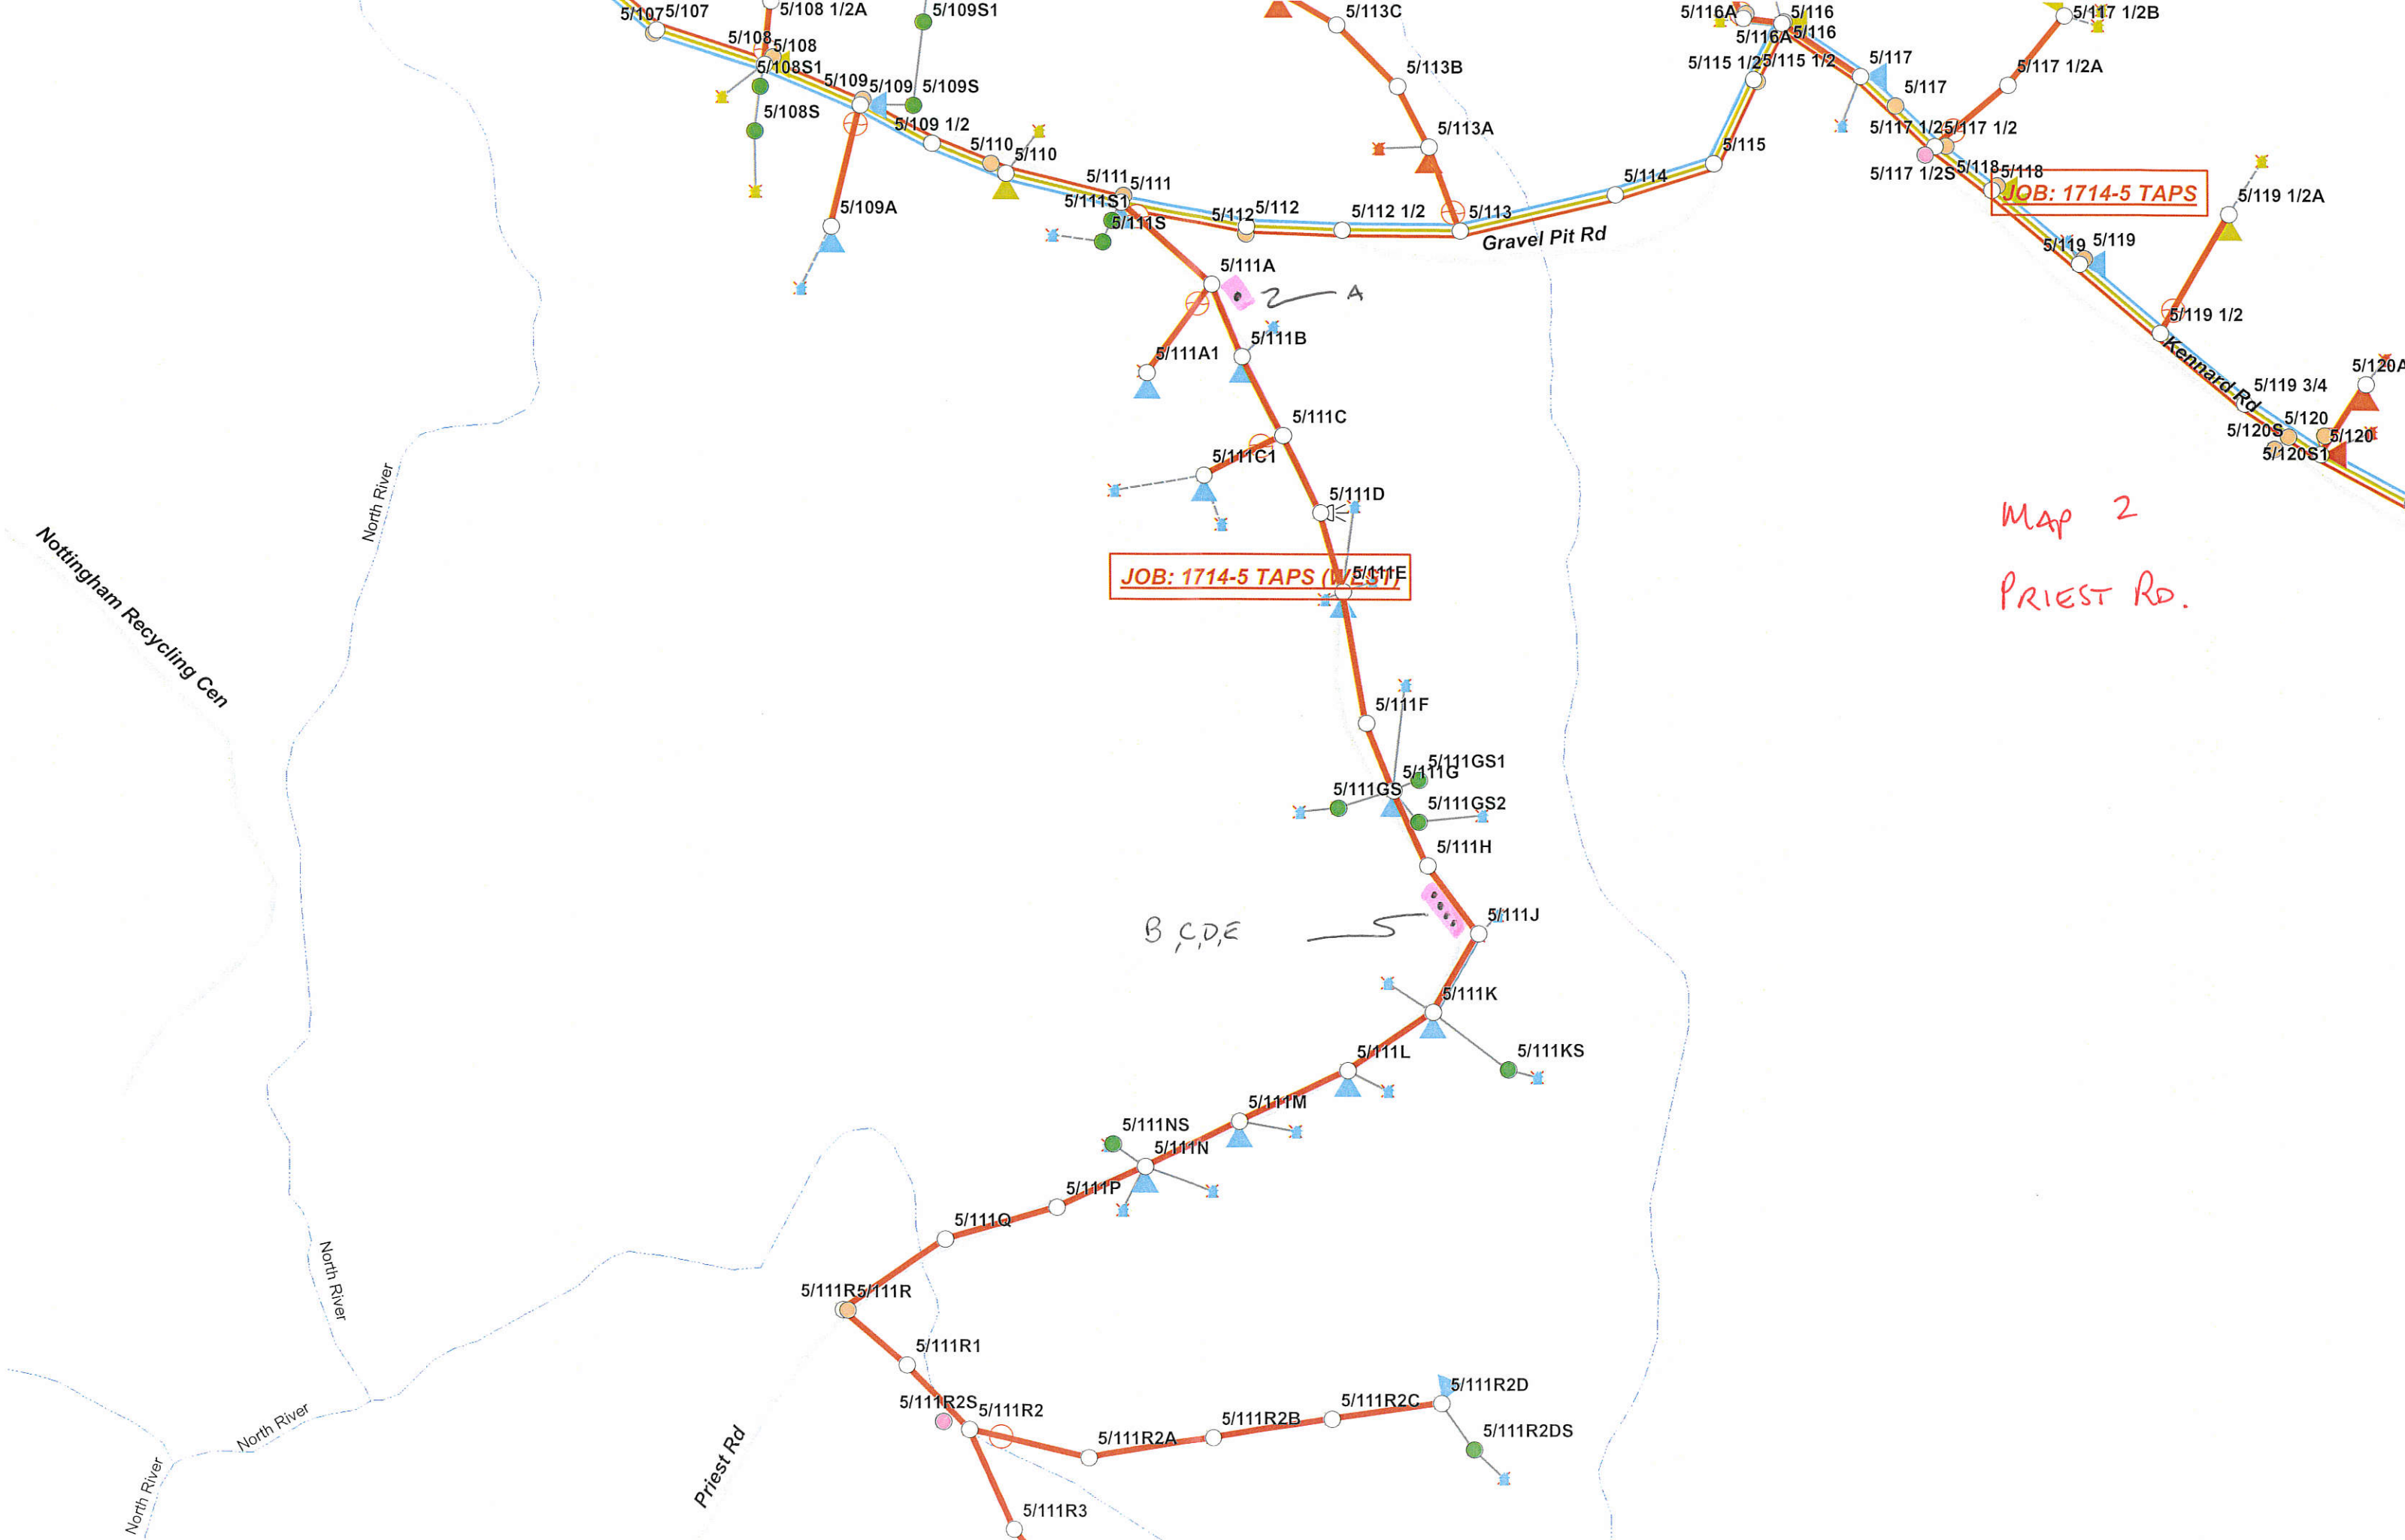 5/107
5/107
5/108 1/2A
5/109S1
5/113C
5/116A
5/116
5/117 1/2B
5/108
5/108
5/116A
5/116
5/108S1
5/109
5/109
5/109S
5/113B
5/115 1/2
5/115 1/2
5/117
5/117
5/117 1/2A
5/108S
5/109 1/2
5/113A
5/117 1/2
5/117 1/2
5/110
5/110
5/115
5/117 1/2S
5/118
5/118
JOB: 1714-5 TAPS
5/119 1/2A
5/111
5/111
5/114
5/111S1
5/111S
5/109A
5/112
5/112
5/112 1/2
5/113
Gravel Pit Rd
5/119
5/119
5/111A
A
5/119 1/2
5/111B
5/111A1
Kennard Rd
5/120A
5/119 3/4
5/111C
5/120
5/120S
5/120
5/111C1
5/120S1
5/111D
North River
Map 2
Priest Rd.
Nottingham Recycling Cen
JOB: 1714-5 TAPS (WEST)
5/111E
5/111F
5/111GS1
5/111G
5/111GS
5/111GS2
5/111H
5/111J
B, C, D, E
5/111K
5/111L
5/111KS
5/111M
5/111NS
5/111N
5/111P
5/111Q
North River
5/111R
5/111R
5/111R1
5/111R2S
5/111R2
5/111R2A
5/111R2B
5/111R2C
5/111R2D
5/111R2DS
North River
Priest Rd
North River
5/111R3